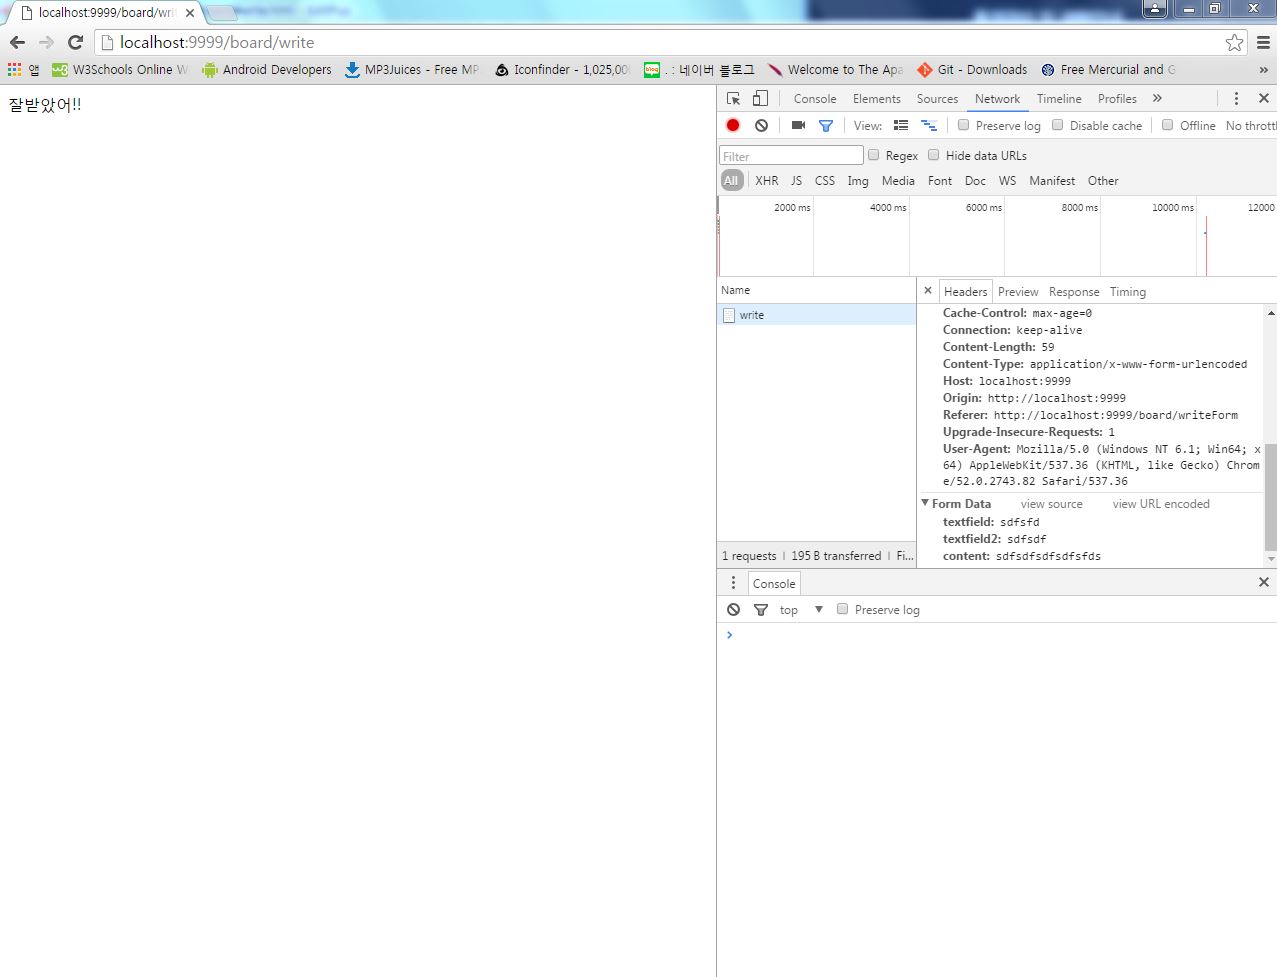 localhost:9999/board/wri
localhost:9999/board/write
앱 W3Schools Online W Android Developers MP3Juices - Free MP Iconfinder - 1,025,00 blog . : 네이버 블로그 Welcome to The Apa Git - Downloads Free Mercurial and G »
잘받았어!!
Console Elements Sources Network Timeline Profiles »
View: Preserve log Disable cache Offline No thrott
Filter Regex Hide data URLs
All XHR JS CSS Img Media Font Doc WS Manifest Other
2000 ms 4000 ms 6000 ms 8000 ms 10000 ms 12000
Name
write
1 requests | 195 B transferred | Fi...
Headers Preview Response Timing
Cache-Control: max-age=0
Connection: keep-alive
Content-Length: 59
Content-Type: application/x-www-form-urlencoded
Host: localhost:9999
Origin: http://localhost:9999
Referer: http://localhost:9999/board/writeForm
Upgrade-Insecure-Requests: 1
User-Agent: Mozilla/5.0 (Windows NT 6.1; Win64; x
64) AppleWebKit/537.36 (KHTML, like Gecko) Chrom
e/52.0.2743.82 Safari/537.36
Form Data view source view URL encoded
textfield: sdfsfd
textfield2: sdfsdf
content: sdfsdfsdfsdfsfds
Console
top Preserve log